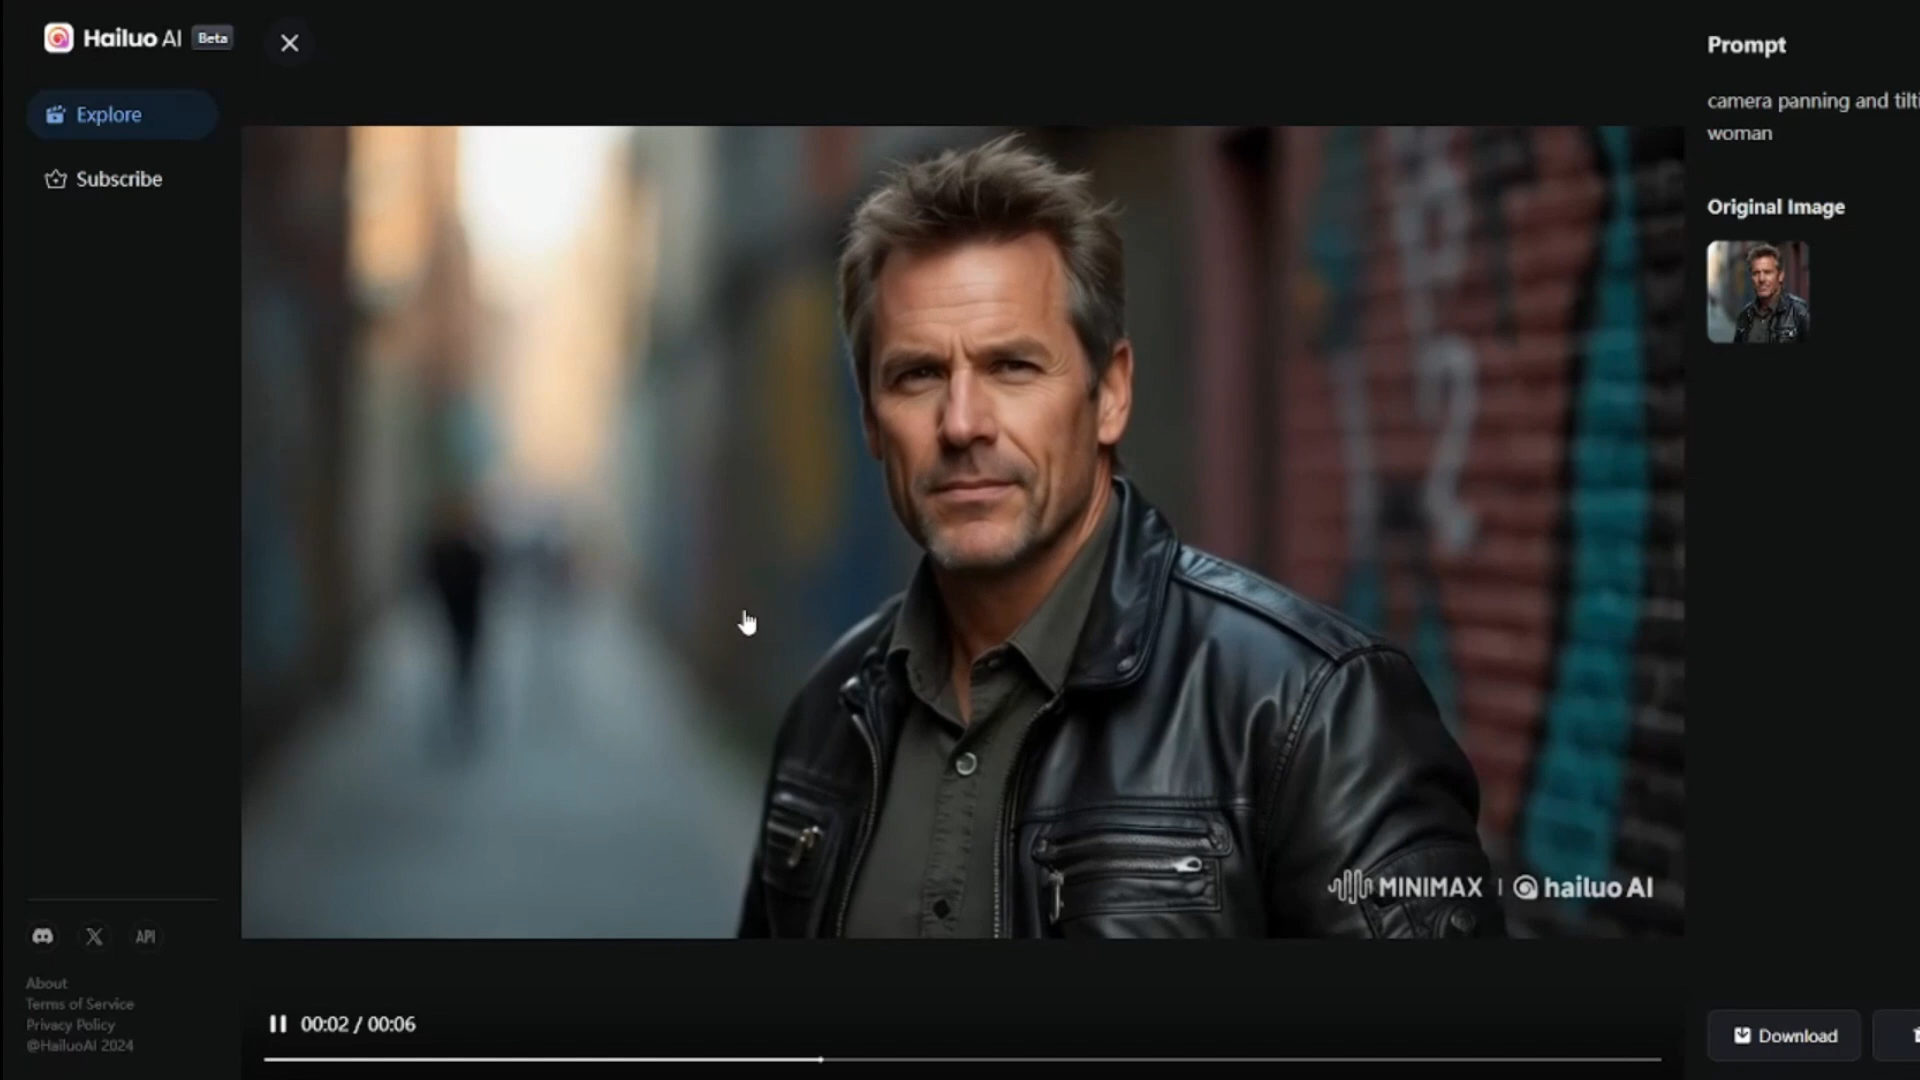 Hailuo AI Beta
Prompt
Explore
camera panning and
woman
Subscribe
Original Image
MINIMAX | hailuo AI
API
About
Terms of Service
Privacy Policy
@HailuoAI 2024
00:02 / 00:06
Download